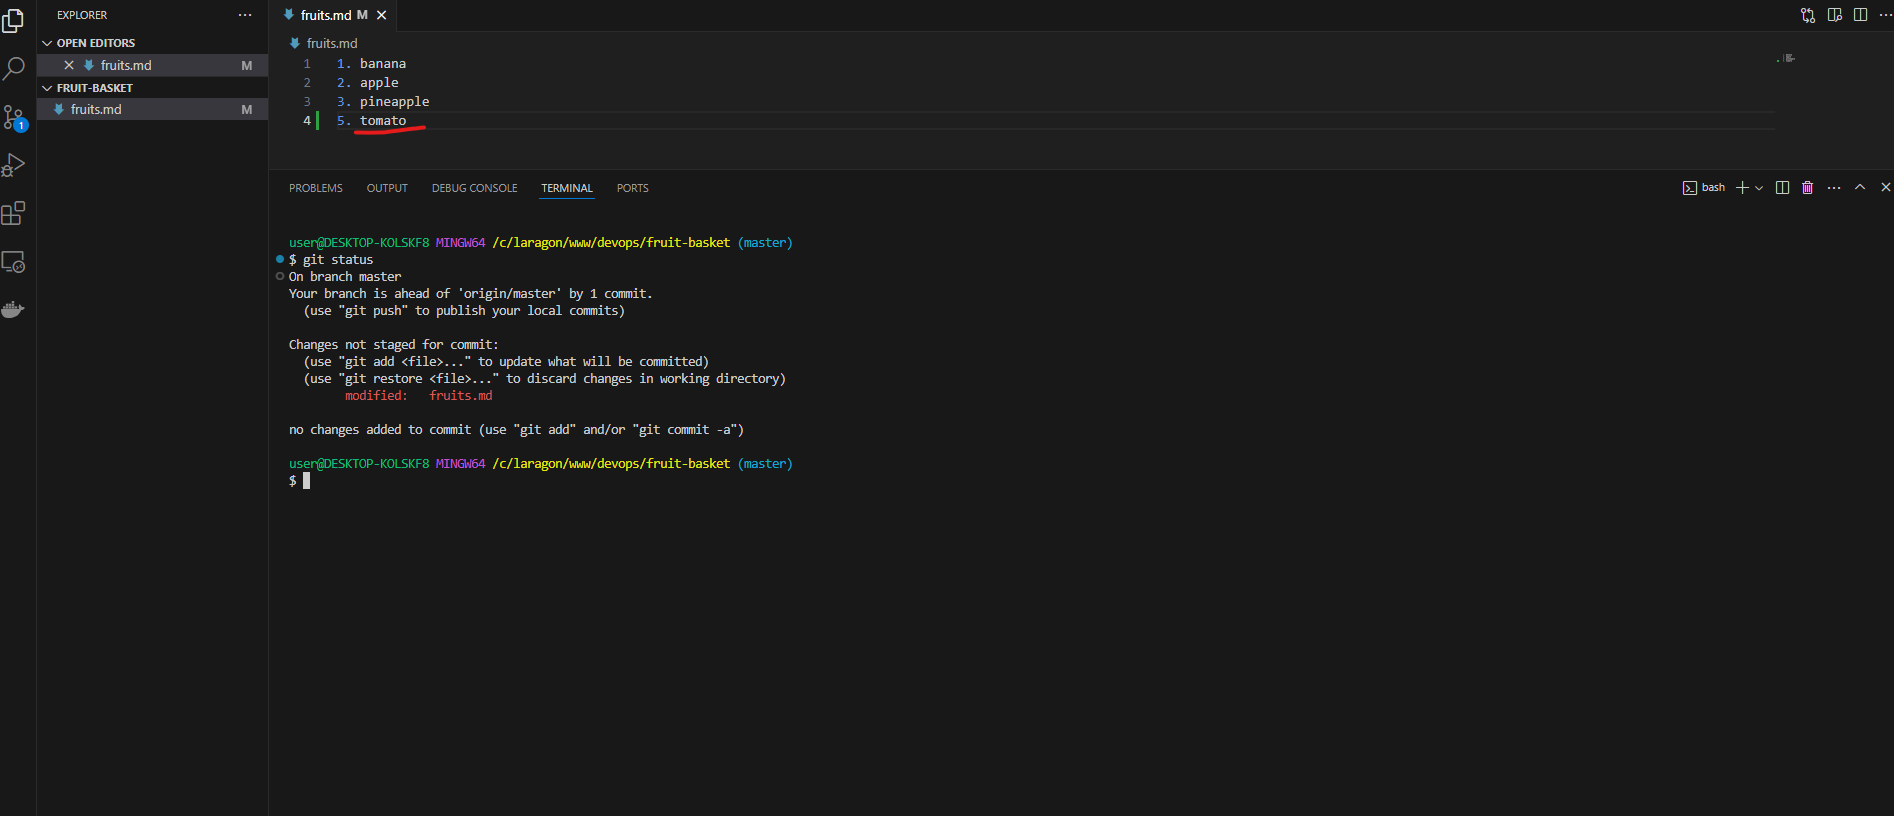 EXPLORER
OPEN EDITORS
fruits.md M
FRUIT-BASKET
fruits.md M
1
fruits.md M
fruits.md
1 1. banana
2 2. apple
3 3. pineapple
4 5. tomato
PROBLEMS OUTPUT DEBUG CONSOLE TERMINAL PORTS
bash
user@DESKTOP-KOLSKF8 MINGW64 /c/laragon/www/devops/fruit-basket (master)
$ git status
On branch master
Your branch is ahead of 'origin/master' by 1 commit.
(use "git push" to publish your local commits)
Changes not staged for commit:
(use "git add <file>..." to update what will be committed)
(use "git restore <file>..." to discard changes in working directory)
modified: fruits.md
no changes added to commit (use "git add" and/or "git commit -a")
user@DESKTOP-KOLSKF8 MINGW64 /c/laragon/www/devops/fruit-basket (master)
$